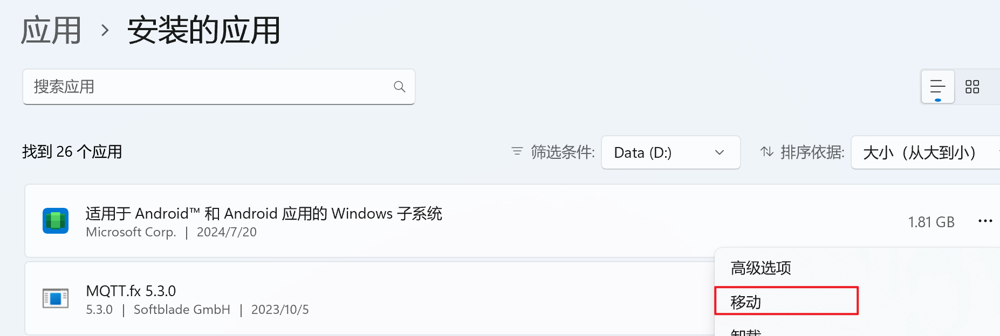 应用 › 安装的应用
搜索应用
找到 26 个应用
筛选条件: Data (D:)
排序依据: 大小（从大到小）
适用于 Android™ 和 Android 应用的 Windows 子系统
Microsoft Corp. | 2024/7/20
1.81 GB
高级选项
移动
卸载
MQTT.fx 5.3.0
5.3.0 | Softblade GmbH | 2023/10/5